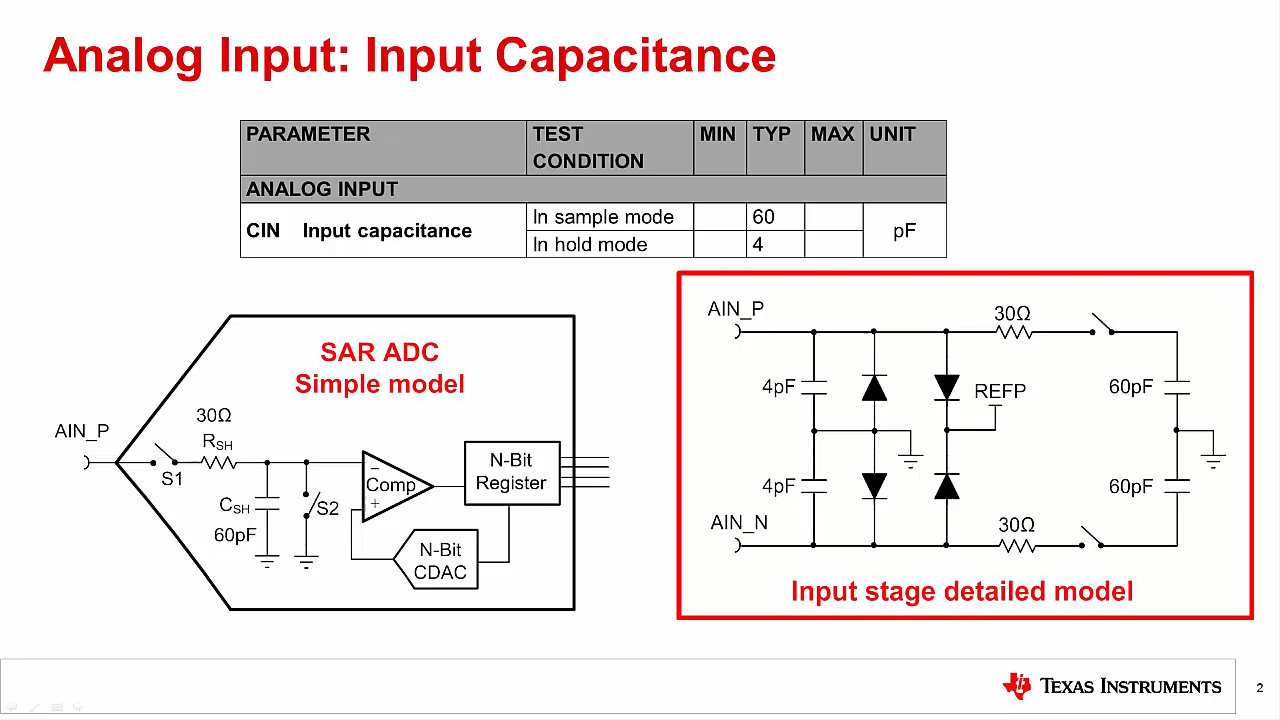 Analog Input: Input Capacitance
PARAMETER TEST CONDITION MIN TYP MAX UNIT
ANALOG INPUT
CIN Input capacitance In sample mode 60 pF
In hold mode 4
SAR ADC
Simple model
AIN_P
S1
30Ω
RSH
CSH
60pF
S2
−
Comp
+
N-Bit
Register
N-Bit
CDAC
AIN_P
30Ω
4pF
REFP
60pF
4pF
60pF
AIN_N
30Ω
Input stage detailed model
TEXAS INSTRUMENTS
2